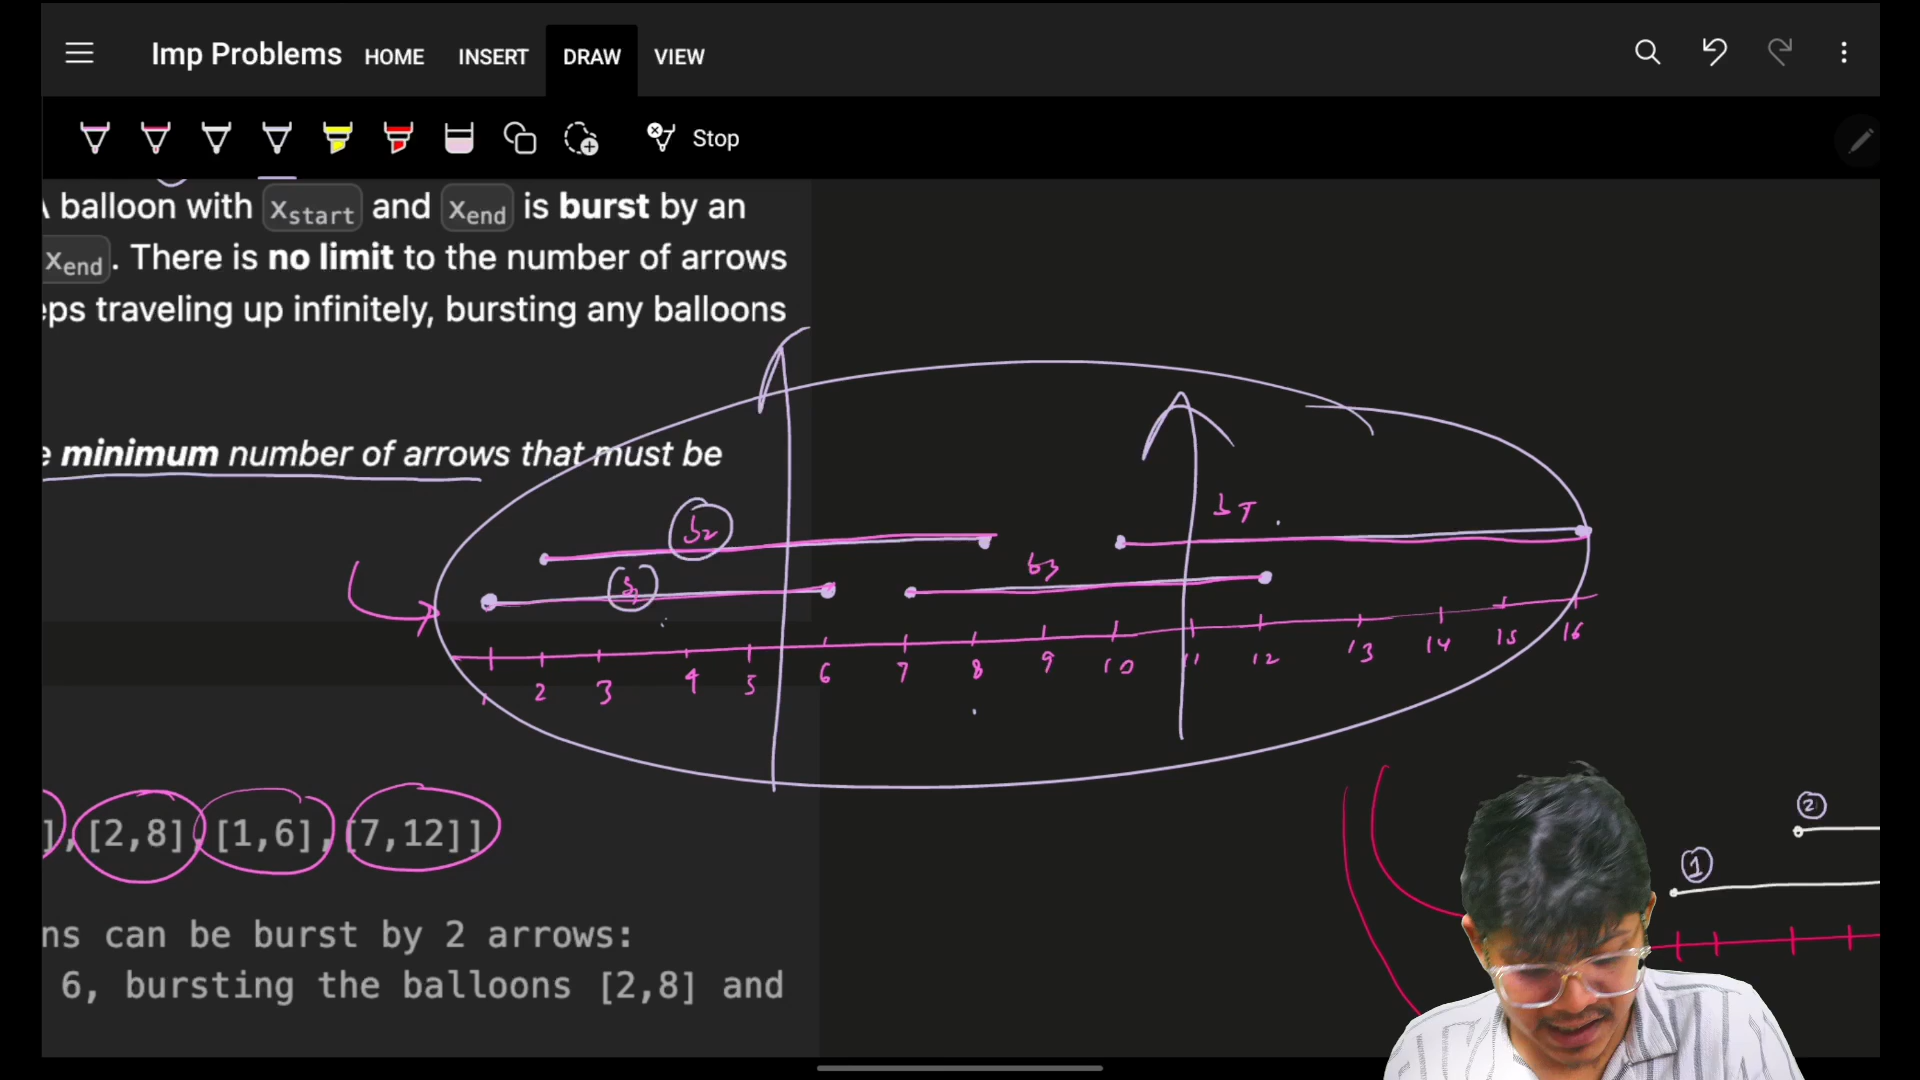 Imp Problems HOME INSERT DRAW VIEW
Stop
A balloon with xstart and xend is burst by an
xend. There is no limit to the number of arrows
eps traveling up infinitely, bursting any balloons
e minimum number of arrows that must be
b2
b3
1 2 3 4 5 6 7 8 9 10 11 12 13 14 15 16
],[2,8],[1,6],[7,12]]
2
1
ns can be burst by 2 arrows:
6, bursting the balloons [2,8] and